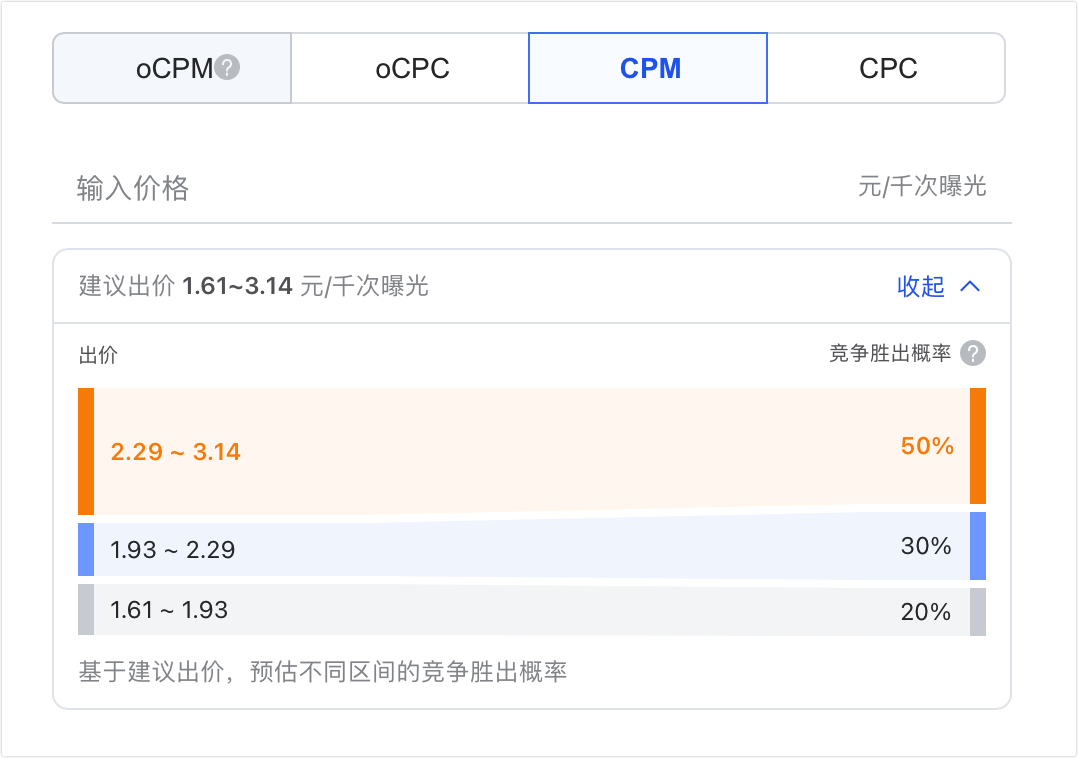 oCPM ? oCPC CPM CPC
输入价格 元/千次曝光
建议出价 1.61~3.14 元/千次曝光 收起
出价 竞争胜出概率 ?
2.29 ~ 3.14 50%
1.93 ~ 2.29 30%
1.61 ~ 1.93 20%
基于建议出价，预估不同区间的竞争胜出概率